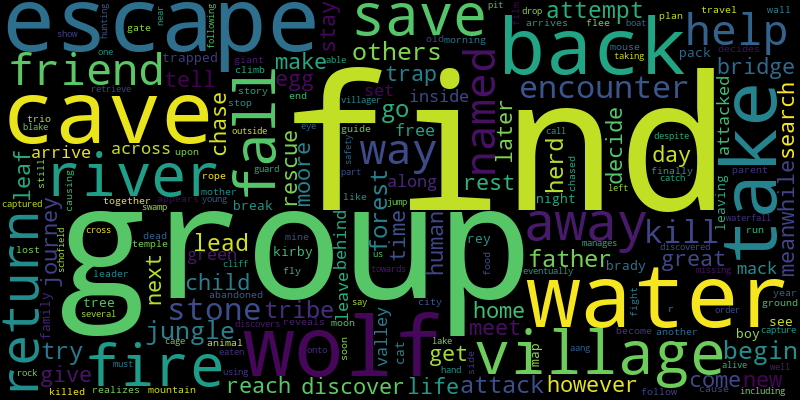 escape
save
back
help
find
group
cave
friend
fall
river
return
fire
wolf
water
village
take
away
named
way
kill
stone
jungle
father
others
encounter
attempt
bridge
search
meanwhile
begin
however
attack
discover
reach
life
child
tribe
lead
next
journey
leaf
arrive
across
chase
rescue
moore
make
stay
tell
egg
trap
set
go
free
inside
later
herd
rest
decide
day
pack
attacked
forest
time
along
human
behind
leave
valley
home
meet
get
great
mack
brady
come
new
boy
see
try
give
tree
green
kirby
trapped
gate
near
hunting
show
one
following
retrieve
climb
giant
able
story
stop
end
villager
outside
eye
guide
safety
part
like
jump
trio
blake
upon
rope
mother
young
together
swamp
break
guard
causing
still
captured
lost
cross
dead
temple
appears
schofield
family
leader
several
cliff
mine
fly
abandoned
discovers
reveals
moon
say
city
us
towards
food
eventually
manages
discovered
missing
fight
become
another
order
capture
year
ground
alive
well
including
cause
follow
map
side
hand
lake
aang
cat
soon
onto
eaten
using
cage
animal
must
realizes
mountain
killed
rock
old
morning
arrives
flee
boat
plan
travel
wall
drop
pit
mouse
taking
decides
call
despite
finally
catch
chased
left
leaving
parent
waterfall
run
night